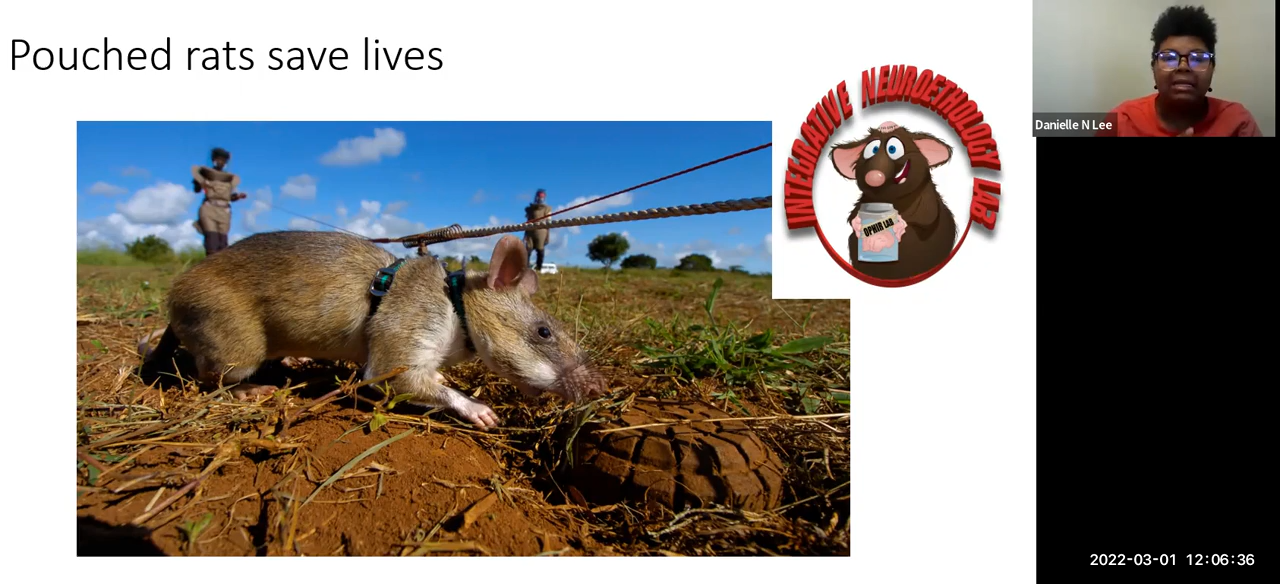 Pouched rats save lives
INTEGRATIVE NEUROETHOLOGY LAB
OPHIR LAB
Danielle N Lee
2022-03-01 12:06:36